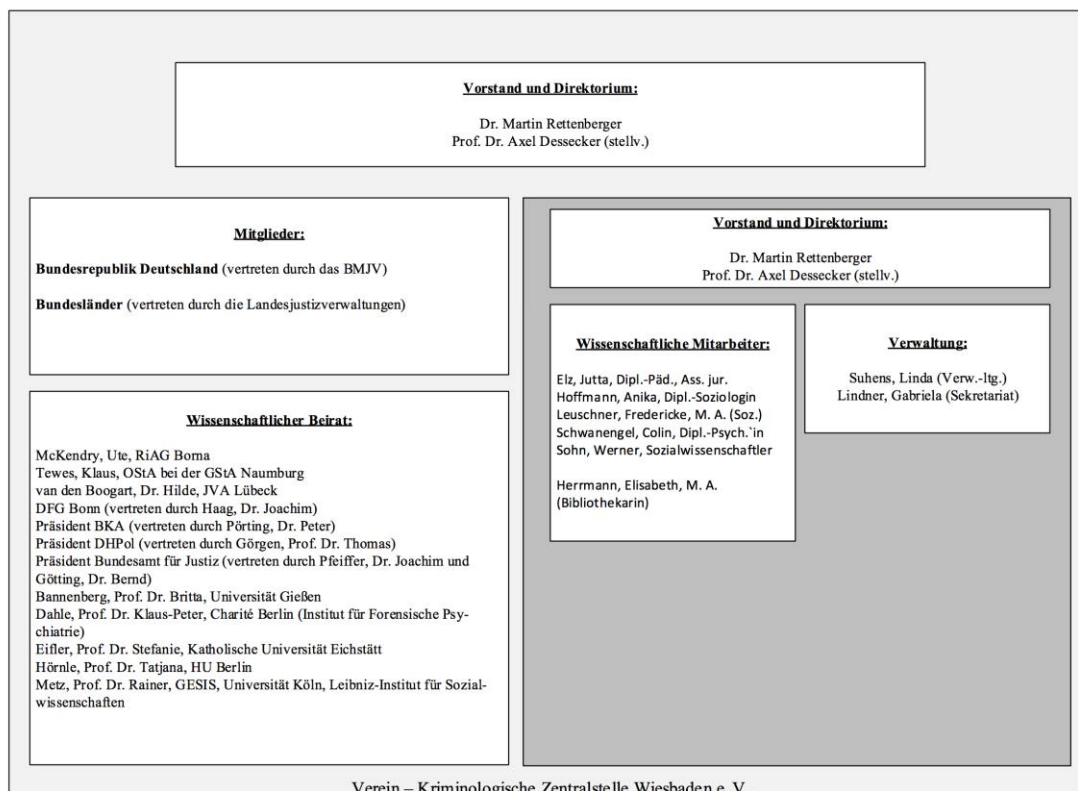 Vorstand und Direktorium:
Dr. Martin Rettenberger
Prof. Dr. Axel Dessecker (stellv.)
Mitglieder:
Bundesrepublik Deutschland (vertreten durch das BMJV)
Bundesländer (vertreten durch die Landesjustizverwaltungen)
Wissenschaftlicher Beirat:
McKendry, Ute, RiAG Borna
Tewes, Klaus, OStA bei der GStA Naumburg
van den Boogart, Dr. Hilde, JVA Lübeck
DFG Bonn (vertreten durch Haag, Dr. Joachim)
Präsident BKA (vertreten durch Pörting, Dr. Peter)
Präsident DHPol (vertreten durch Görgen, Prof. Dr. Thomas)
Präsident Bundesamt für Justiz (vertreten durch Pfeiffer, Dr. Joachim und
Götting, Dr. Bernd)
Bannenberg, Prof. Dr. Britta, Universität Gießen
Dahle, Prof. Dr. Klaus-Peter, Charité Berlin (Institut für Forensische Psy-
chiatrie)
Eifler, Prof. Dr. Stefanie, Katholische Universität Eichstätt
Hörnle, Prof. Dr. Tatjana, HU Berlin
Metz, Prof. Dr. Rainer, GESIS, Universität Köln, Leibniz-Institut für Sozial-
wissenschaften
Vorstand und Direktorium:
Dr. Martin Rettenberger
Prof. Dr. Axel Dessecker (stellv.)
Wissenschaftliche Mitarbeiter:
Elz, Jutta, Dipl.-Päd., Ass. jur.
Hoffmann, Anika, Dipl.-Soziologin
Leuschner, Fredericke, M. A. (Soz.)
Schwanengel, Colin, Dipl.-Psych.`in
Sohn, Werner, Sozialwissenschaftler
Herrmann, Elisabeth, M. A.
(Bibliothekarin)
Verwaltung:
Suhens, Linda (Verw.-ltg.)
Lindner, Gabriela (Sekretariat)
Verein – Kriminologische Zentralstelle Wiesbaden e. V.